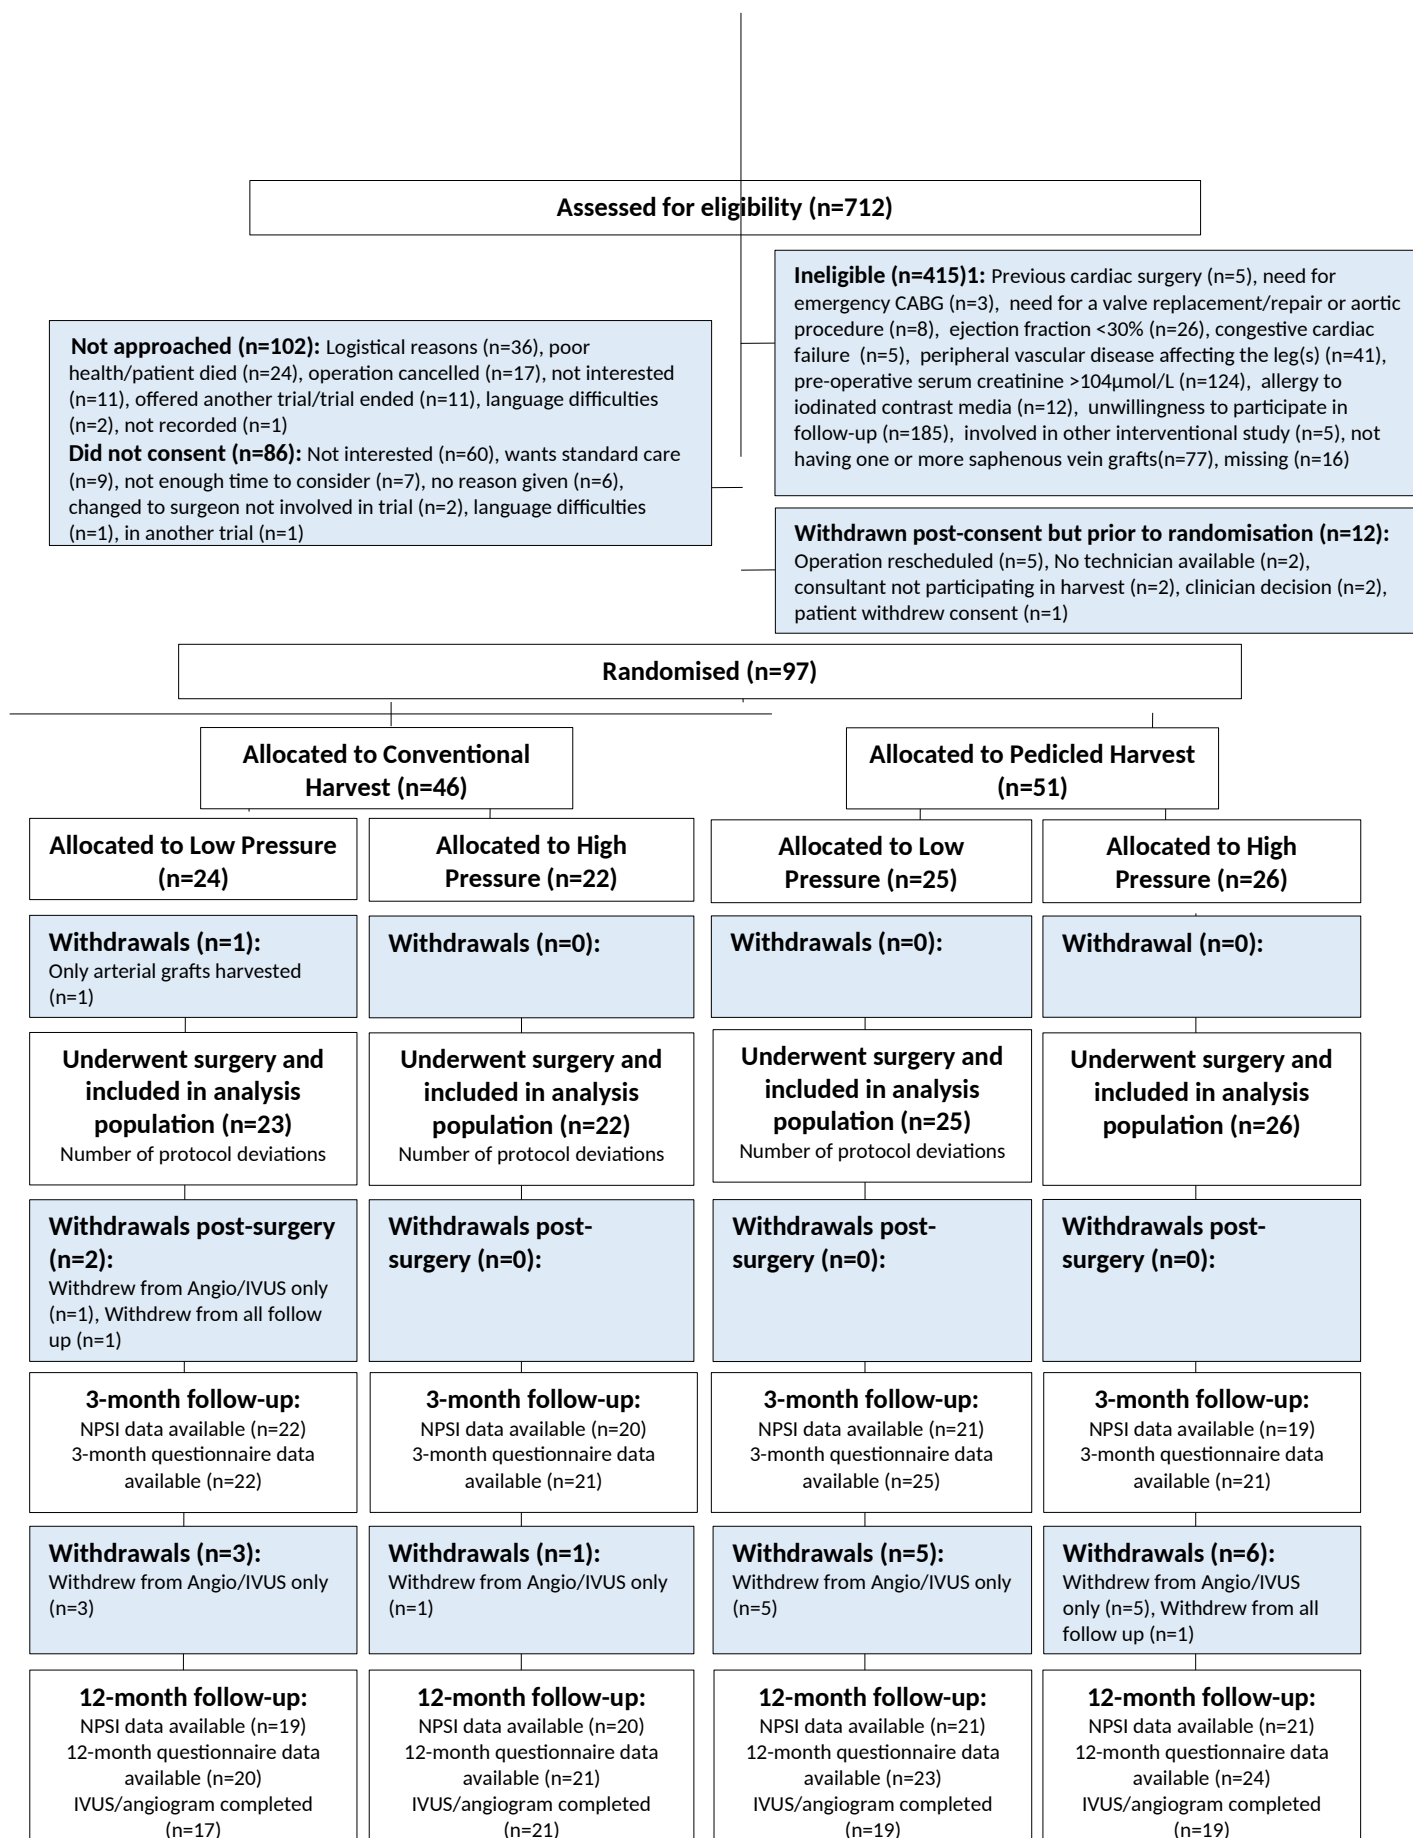 Assessed for eligibility (n=712)
Ineligible (n=415)1: Previous cardiac surgery (n=5), need for
emergency CABG (n=3), need for a valve replacement/repair or aortic
procedure (n=8), ejection fraction <30% (n=26), congestive cardiac
failure (n=5), peripheral vascular disease affecting the leg(s) (n=41),
pre-operative serum creatinine >104μmol/L (n=124), allergy to
iodinated contrast media (n=12), unwillingness to participate in
follow-up (n=185), involved in other interventional study (n=5), not
having one or more saphenous vein grafts(n=77), missing (n=16)
Not approached (n=102): Logistical reasons (n=36), poor
health/patient died (n=24), operation cancelled (n=17), not interested
(n=11), offered another trial/trial ended (n=11), language difficulties
(n=2), not recorded (n=1)
Did not consent (n=86): Not interested (n=60), wants standard care
(n=9), not enough time to consider (n=7), no reason given (n=6),
changed to surgeon not involved in trial (n=2), language difficulties
(n=1), in another trial (n=1)
Withdrawn post-consent but prior to randomisation (n=12):
Operation rescheduled (n=5), No technician available (n=2),
consultant not participating in harvest (n=2), clinician decision (n=2),
patient withdrew consent (n=1)
Randomised (n=97)
Allocated to Conventional
Harvest (n=46)
Allocated to Pedicled Harvest
(n=51)
Allocated to Low Pressure
(n=24)
Allocated to High
Pressure (n=22)
Allocated to Low
Pressure (n=25)
Allocated to High
Pressure (n=26)
Withdrawals (n=1):
Only arterial grafts harvested
(n=1)
Withdrawals (n=0):
Withdrawals (n=0):
Withdrawal (n=0):
Underwent surgery and
included in analysis
population (n=23)
Number of protocol deviations
Underwent surgery and
included in analysis
population (n=22)
Number of protocol deviations
Underwent surgery and
included in analysis
population (n=25)
Number of protocol deviations
Underwent surgery and
included in analysis
population (n=26)
Withdrawals post-surgery
(n=2):
Withdrew from Angio/IVUS only
(n=1), Withdrew from all follow
up (n=1)
Withdrawals post-
surgery (n=0):
Withdrawals post-
surgery (n=0):
Withdrawals post-
surgery (n=0):
3-month follow-up:
NPSI data available (n=22)
3-month questionnaire data
available (n=22)
3-month follow-up:
NPSI data available (n=20)
3-month questionnaire data
available (n=21)
3-month follow-up:
NPSI data available (n=21)
3-month questionnaire data
available (n=25)
3-month follow-up:
NPSI data available (n=19)
3-month questionnaire data
available (n=21)
Withdrawals (n=3):
Withdrew from Angio/IVUS only
(n=3)
Withdrawals (n=1):
Withdrew from Angio/IVUS only
(n=1)
Withdrawals (n=5):
Withdrew from Angio/IVUS only
(n=5)
Withdrawals (n=6):
Withdrew from Angio/IVUS
only (n=5), Withdrew from all
follow up (n=1)
12-month follow-up:
NPSI data available (n=19)
12-month questionnaire data
available (n=20)
IVUS/angiogram completed
(n=17)
12-month follow-up:
NPSI data available (n=20)
12-month questionnaire data
available (n=21)
IVUS/angiogram completed
(n=21)
12-month follow-up:
NPSI data available (n=21)
12-month questionnaire data
available (n=23)
IVUS/angiogram completed
(n=19)
12-month follow-up:
NPSI data available (n=21)
12-month questionnaire data
available (n=24)
IVUS/angiogram completed
(n=19)